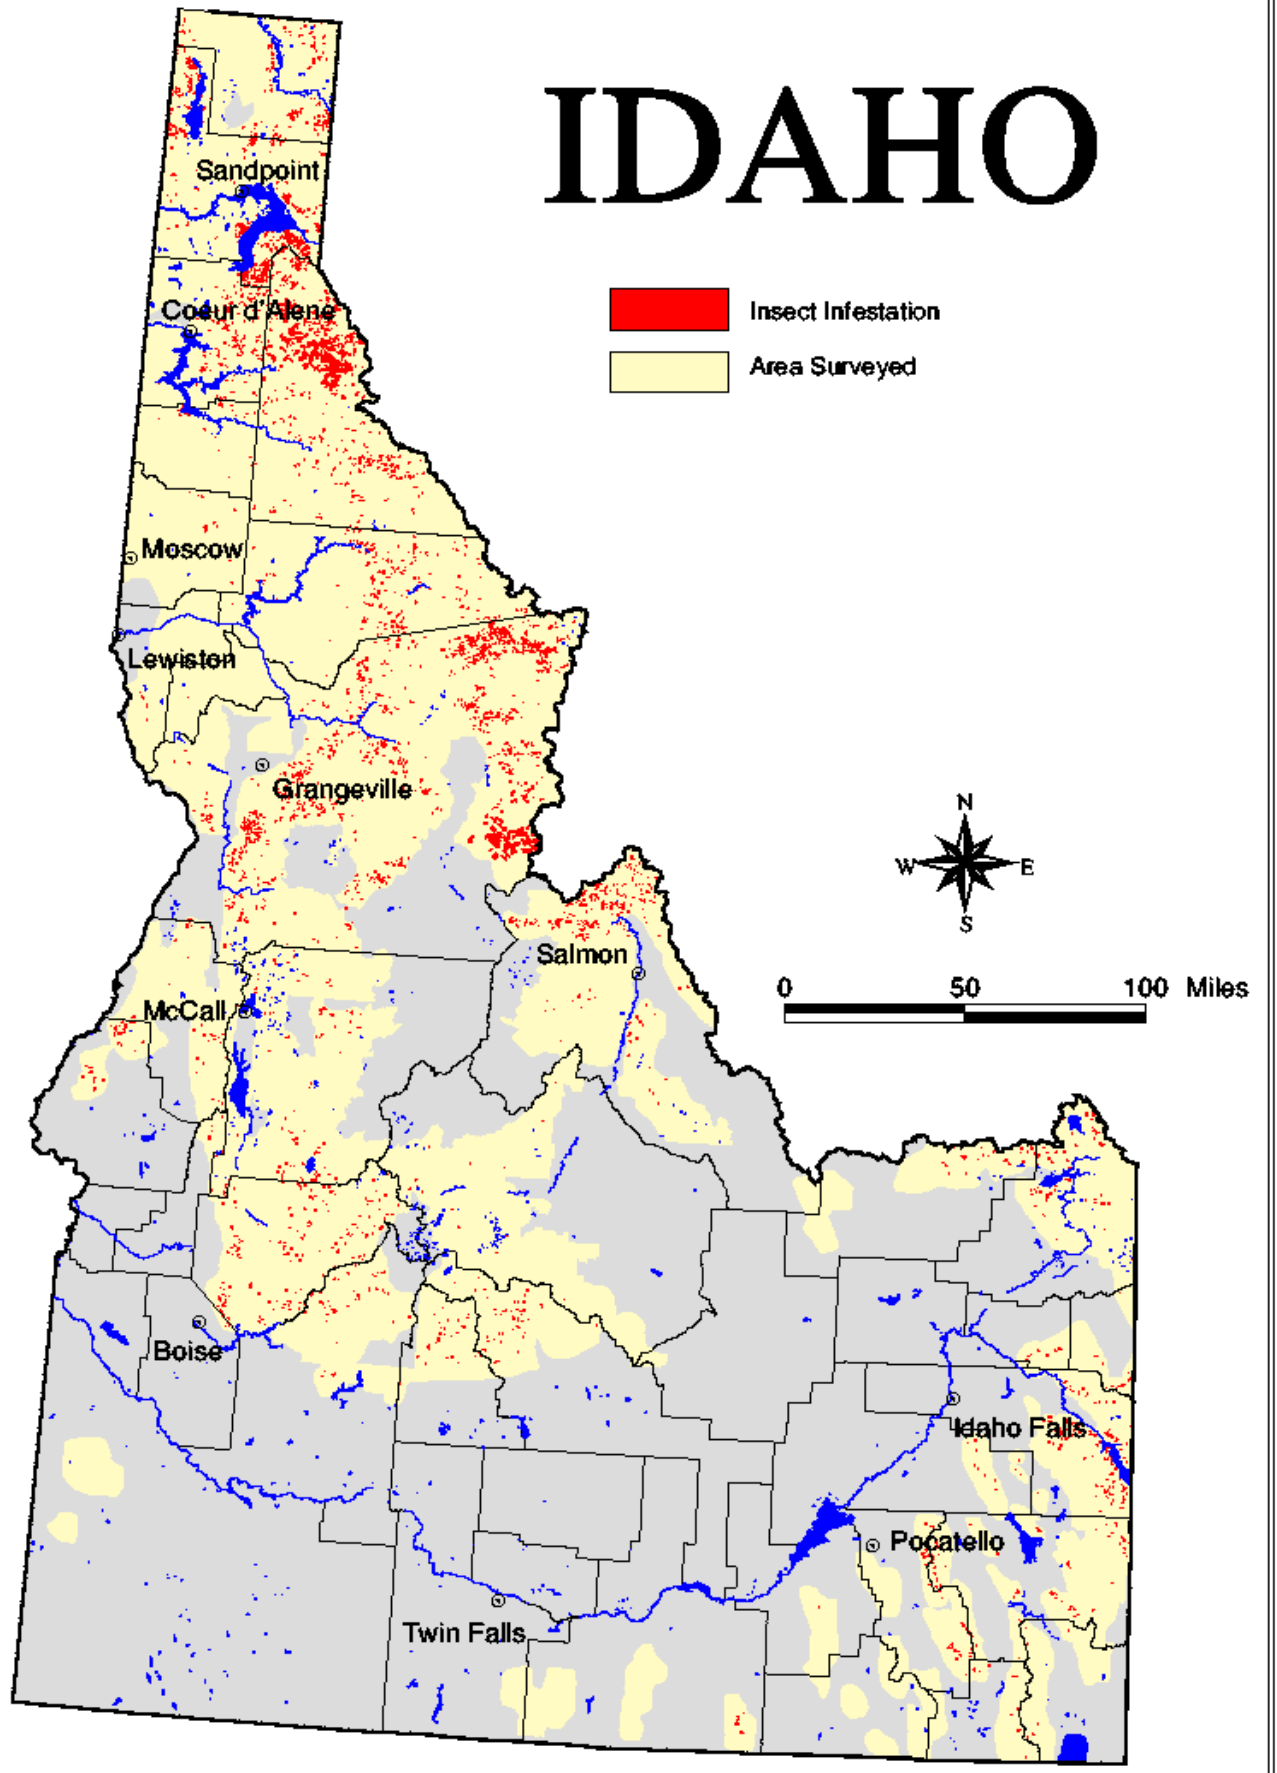 IDAHO
Sandpoint
Insect Infestation
Coeur d'Alene
Area Surveyed
Moscow
Lewiston
Grangeville
N
W E
S
Salmon
0 50 100 Miles
McCall
Boise
Idaho Falls
Pocatello
Twin Falls